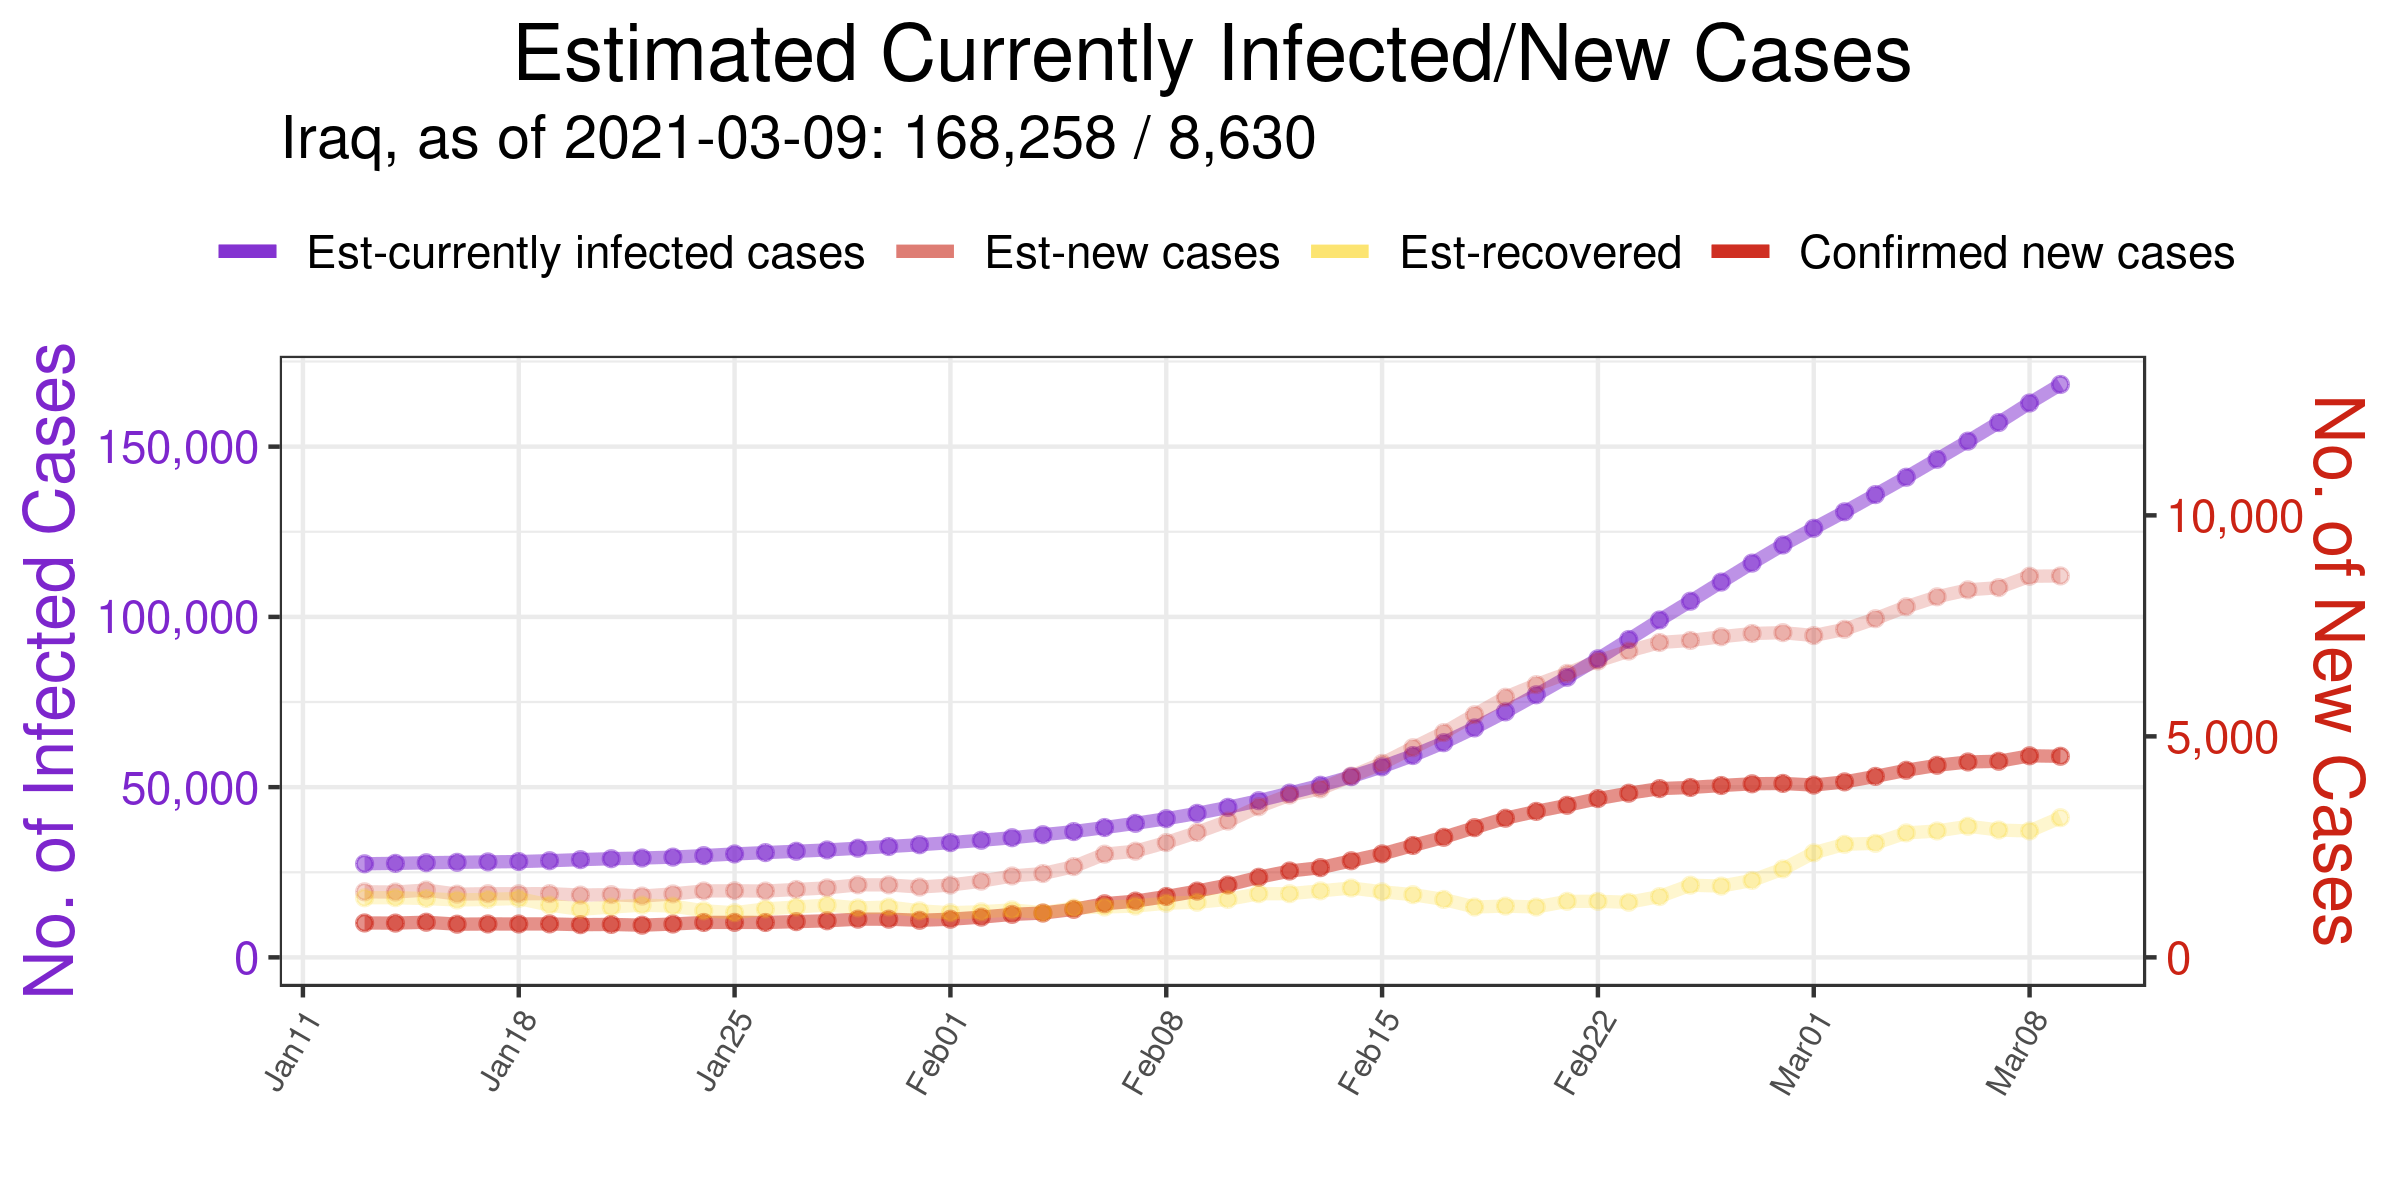 Estimated Currently Infected/New Cases
Iraq, as of 2021-03-09: 168,258 / 8,630
Est-currently infected cases Est-new cases Est-recovered Confirmed new cases
No. of Infected Cases
150,000
100,000
50,000
0
No. of New Cases
10,000
5,000
0
Jan11 Jan18 Jan25 Feb01 Feb08 Feb15 Feb22 Mar01 Mar08